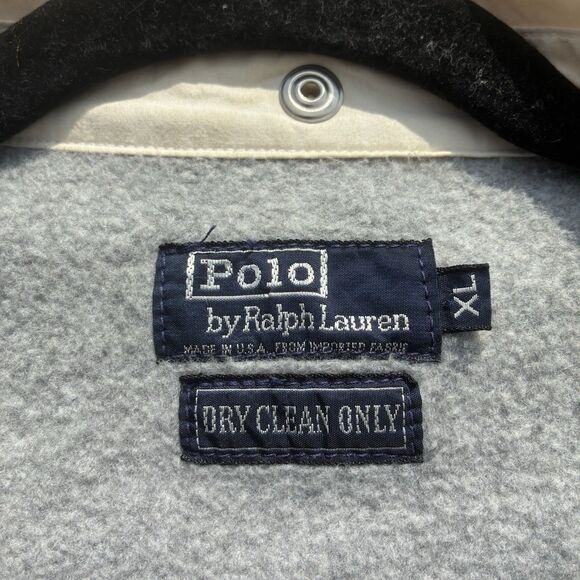 Polo
by Ralph Lauren
MADE IN U.S.A. FROM IMPORTED FABRIC
XL
DRY CLEAN ONLY